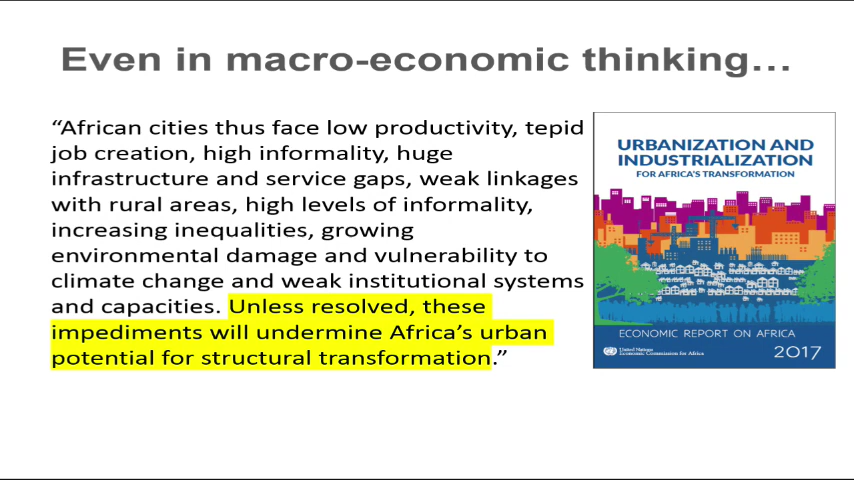 Even in macro-economic thinking...
“African cities thus face low productivity, tepid
job creation, high informality, huge
infrastructure and service gaps, weak linkages
with rural areas, high levels of informality,
increasing inequalities, growing
environmental damage and vulnerability to
climate change and weak institutional systems
and capacities. Unless resolved, these
impediments will undermine Africa’s urban
potential for structural transformation.”
URBANIZATION AND
INDUSTRIALIZATION
FOR AFRICA'S TRANSFORMATION
ECONOMIC REPORT ON AFRICA
United Nations
Economic Commission for Africa
2017